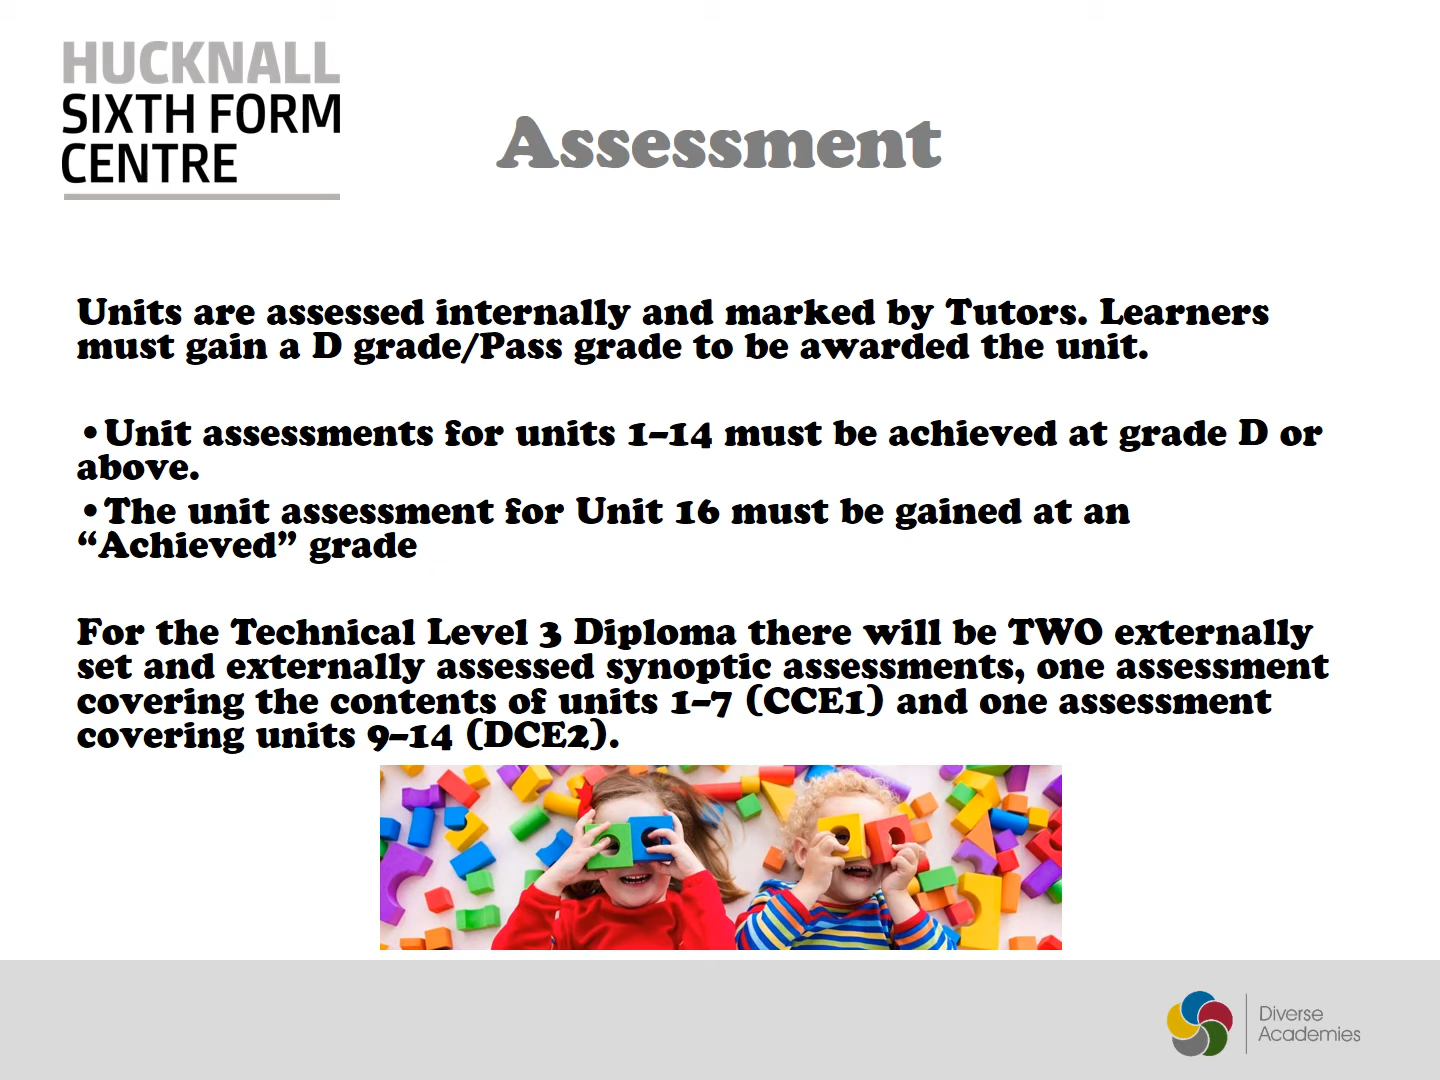 HUCKNALL
SIXTH FORM
CENTRE
Assessment
Units are assessed internally and marked by Tutors. Learners
must gain a D grade/Pass grade to be awarded the unit.
•Unit assessments for units 1–14 must be achieved at grade D or
above.
•The unit assessment for Unit 16 must be gained at an
“Achieved” grade
For the Technical Level 3 Diploma there will be TWO externally
set and externally assessed synoptic assessments, one assessment
covering the contents of units 1–7 (CCE1) and one assessment
covering units 9–14 (DCE2).
Diverse
Academies